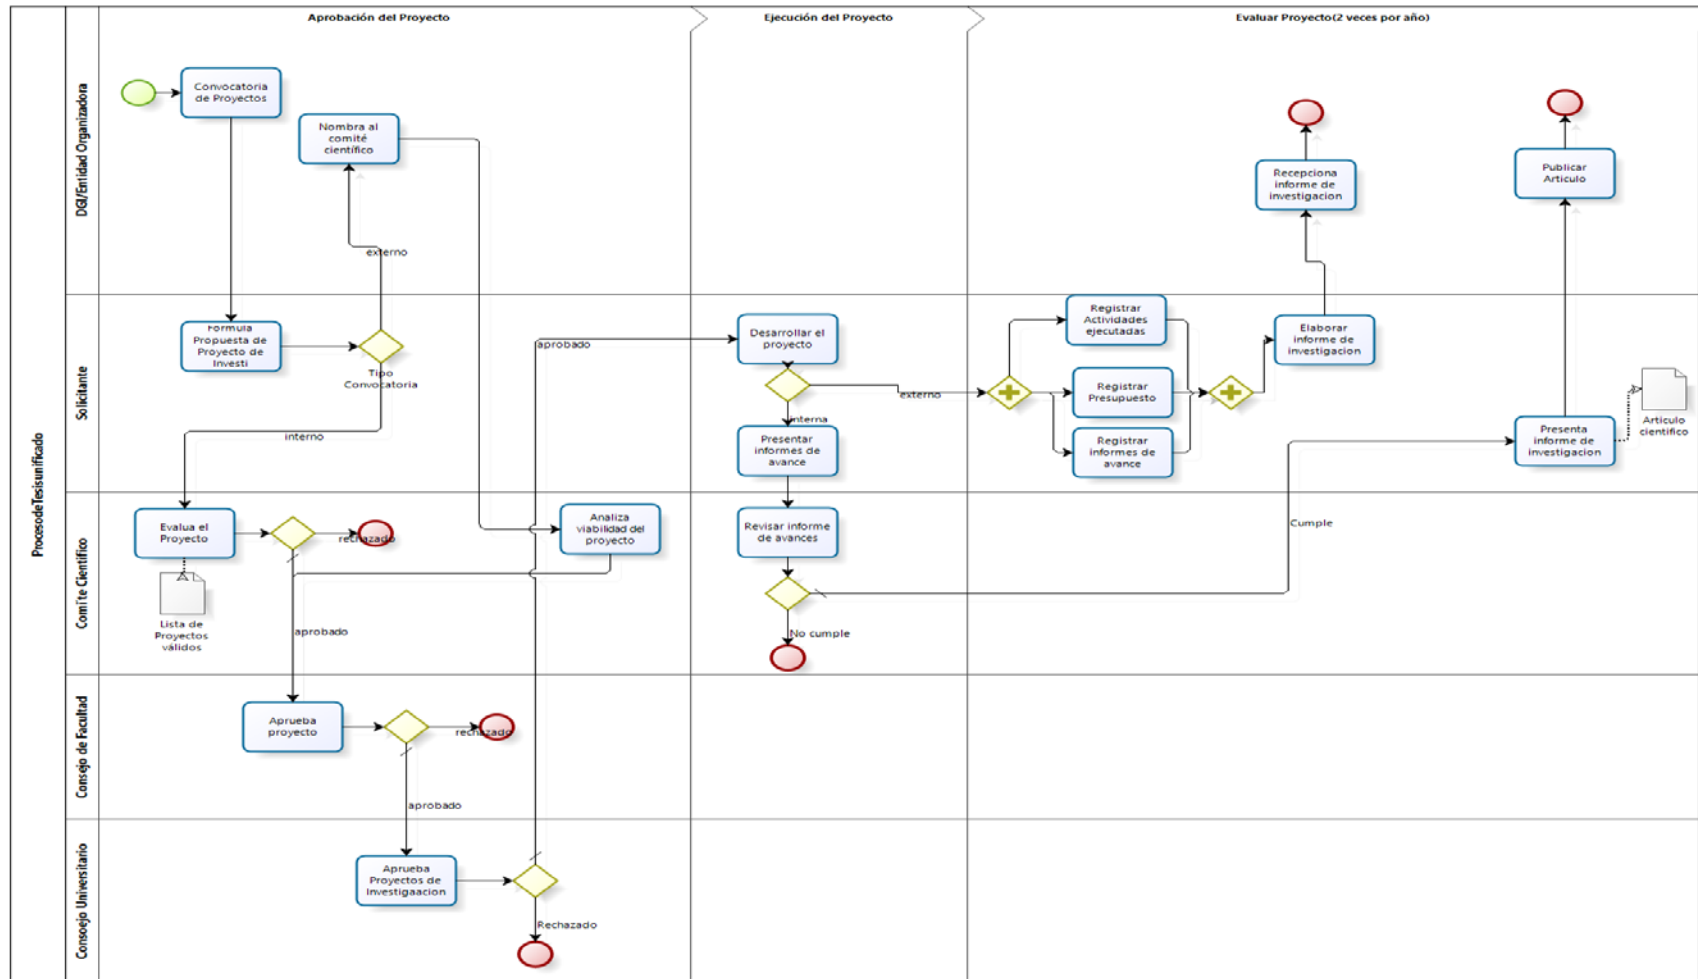 Aprobación del Proyecto
Ejecución del Proyecto
Evaluar Proyecto(2 veces por año)
ProcesodeTesisunificado
DGI/Entidad Organizadora
Convocatoria
de Proyectos
Nombra al
comité
científico
externo
Recepciona
informe de
investigacion
Publicar
Articulo
Solicitante
Formula
Propuesta de
Proyecto de
Investi
Tipo
Convocatoria
interno
aprobado
Desarrollar el
proyecto
externo
interna
Presentar
informes de
avance
Registrar
Actividades
ejecutadas
Registrar
Presupuesto
Registrar
informes de
avance
Elaborar
informe de
investigacion
Presenta
informe de
investigacion
Articulo
cientifico
Comíte Científico
Evalua el
Proyecto
rechazado
Lista de
Proyectos
válidos
aprobado
Analiza
viabilidad del
proyecto
Revisar informe
de avances
No cumple
Cumple
Consejo de Facultad
Aprueba
proyecto
rechazado
aprobado
Consoejo Universitario
Aprueba
Proyectos de
Investigaacion
Rechazado